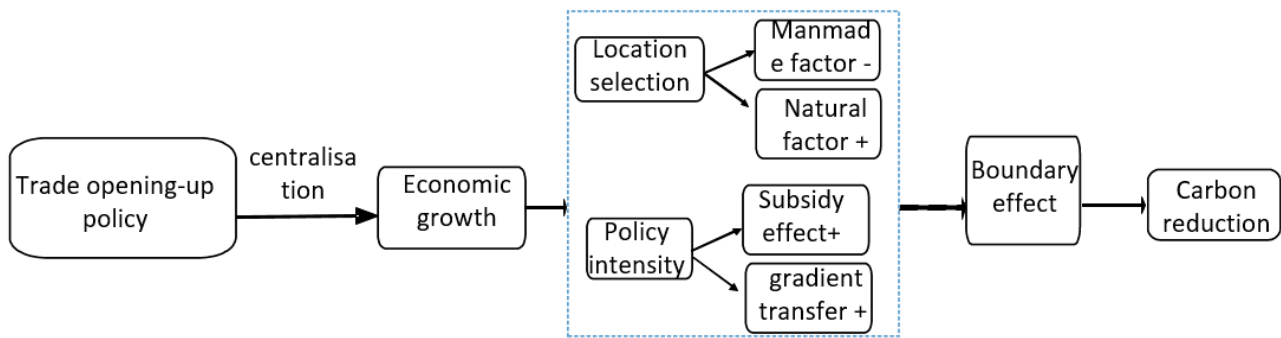 Trade opening-up
policy
centralisa
tion
Economic
growth
Location
selection
Manmad
e factor -
Natural
factor +
Policy
intensity
Subsidy
effect+
gradient
transfer +
Boundary
effect
Carbon
reduction